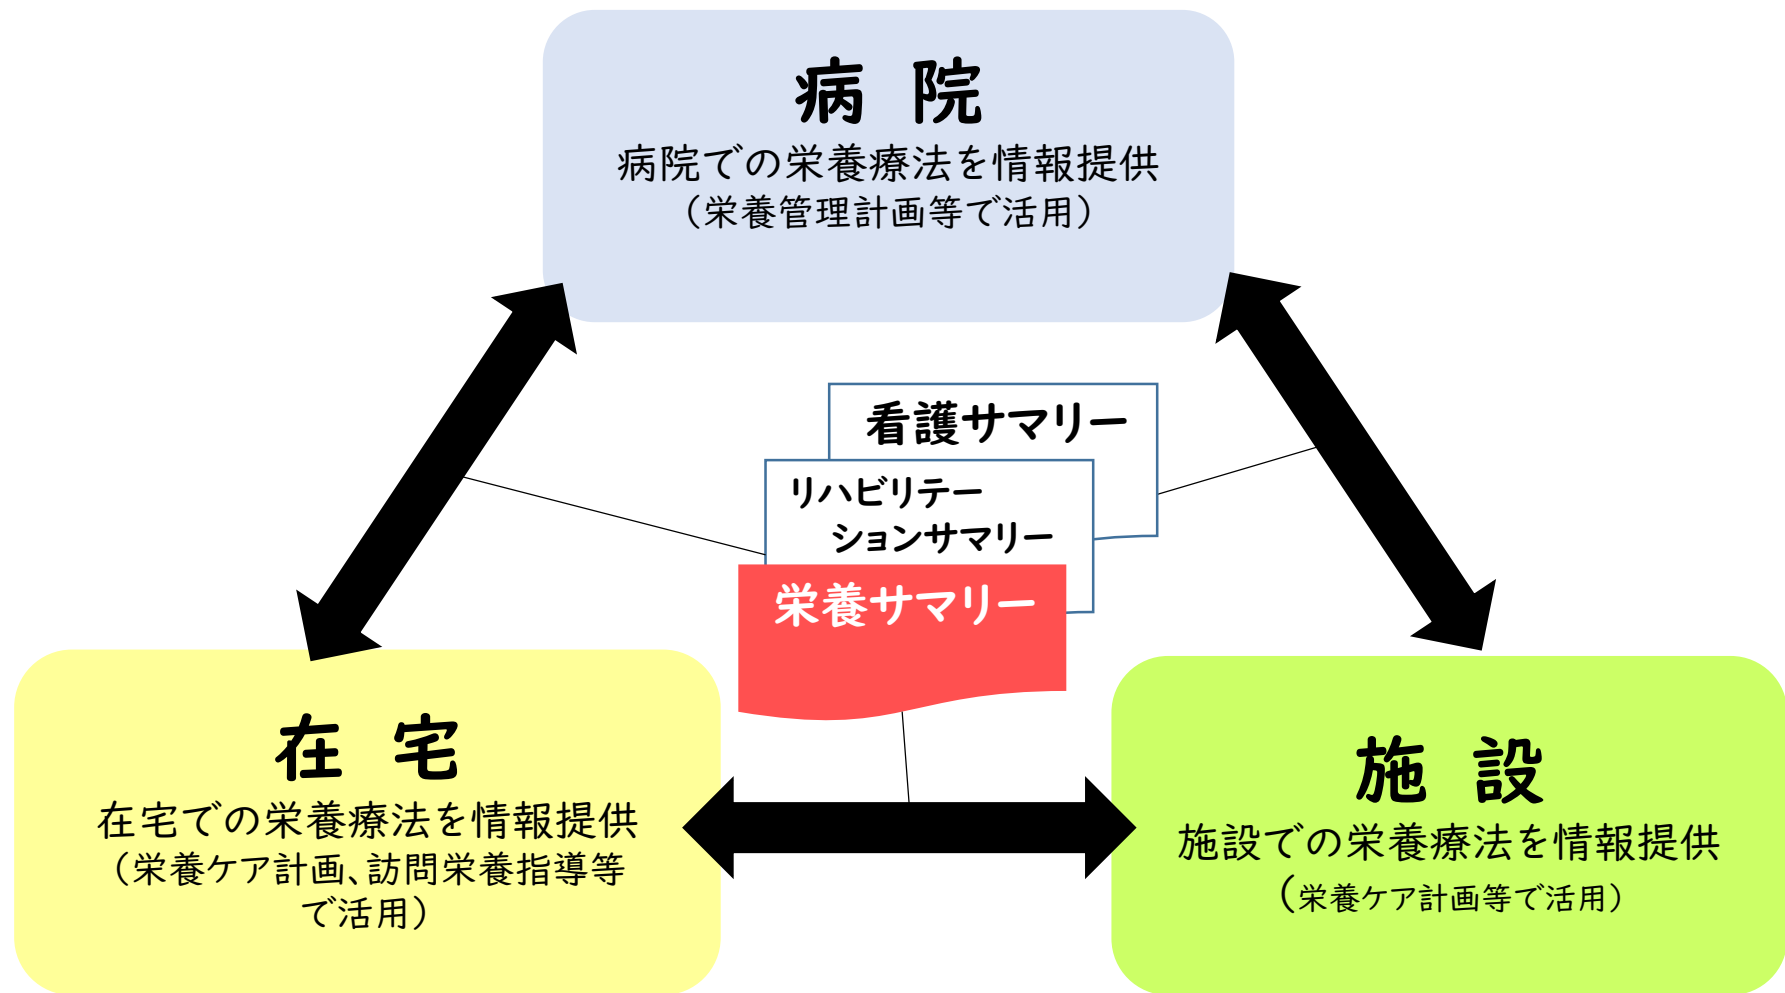 病 院
病院での栄養療法を情報提供
（栄養管理計画等で活用）
看護サマリー
リハビリテー
ションサマリー
栄養サマリー
在 宅
在宅での栄養療法を情報提供
（栄養ケア計画、訪問栄養指導等
で活用）
施 設
施設での栄養療法を情報提供
（栄養ケア計画等で活用）